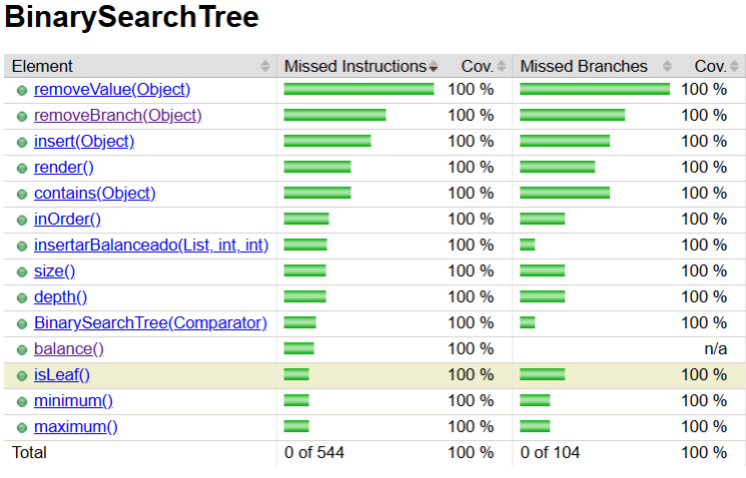 BinarySearchTree
Element Missed Instructions Cov. Missed Branches Cov.
removeValue(Object) 100 % 100 %
removeBranch(Object) 100 % 100 %
insert(Object) 100 % 100 %
render() 100 % 100 %
contains(Object) 100 % 100 %
inOrder() 100 % 100 %
insertarBalanceado(List, int, int) 100 % 100 %
size() 100 % 100 %
depth() 100 % 100 %
BinarySearchTree(Comparator) 100 % 100 %
balance() 100 % n/a
isLeaf() 100 % 100 %
minimum() 100 % 100 %
maximum() 100 % 100 %
Total 0 of 544 100 % 0 of 104 100 %